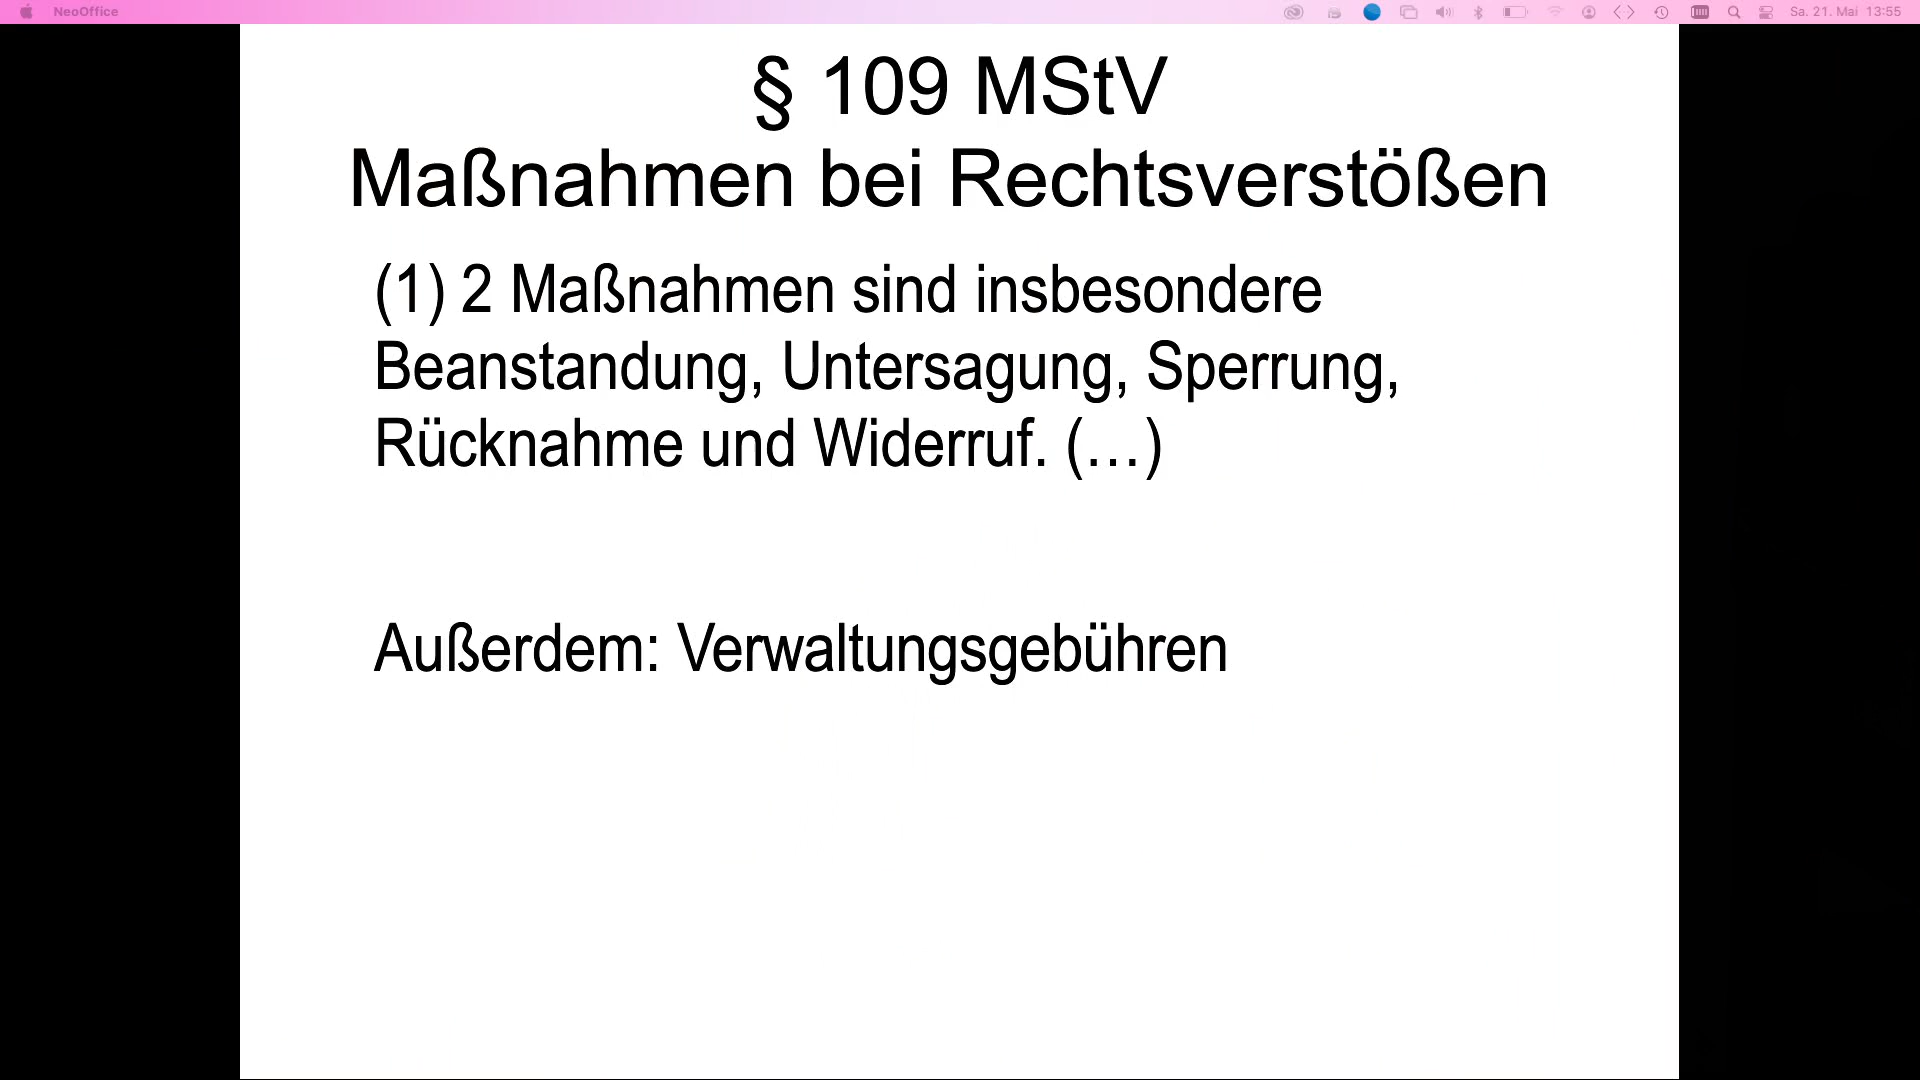 NeoOffice
Sa. 21. Mai 13:55
§ 109 MStV
Maßnahmen bei Rechtsverstößen
(1) 2 Maßnahmen sind insbesondere
Beanstandung, Untersagung, Sperrung,
Rücknahme und Widerruf. (…)
Außerdem: Verwaltungsgebühren